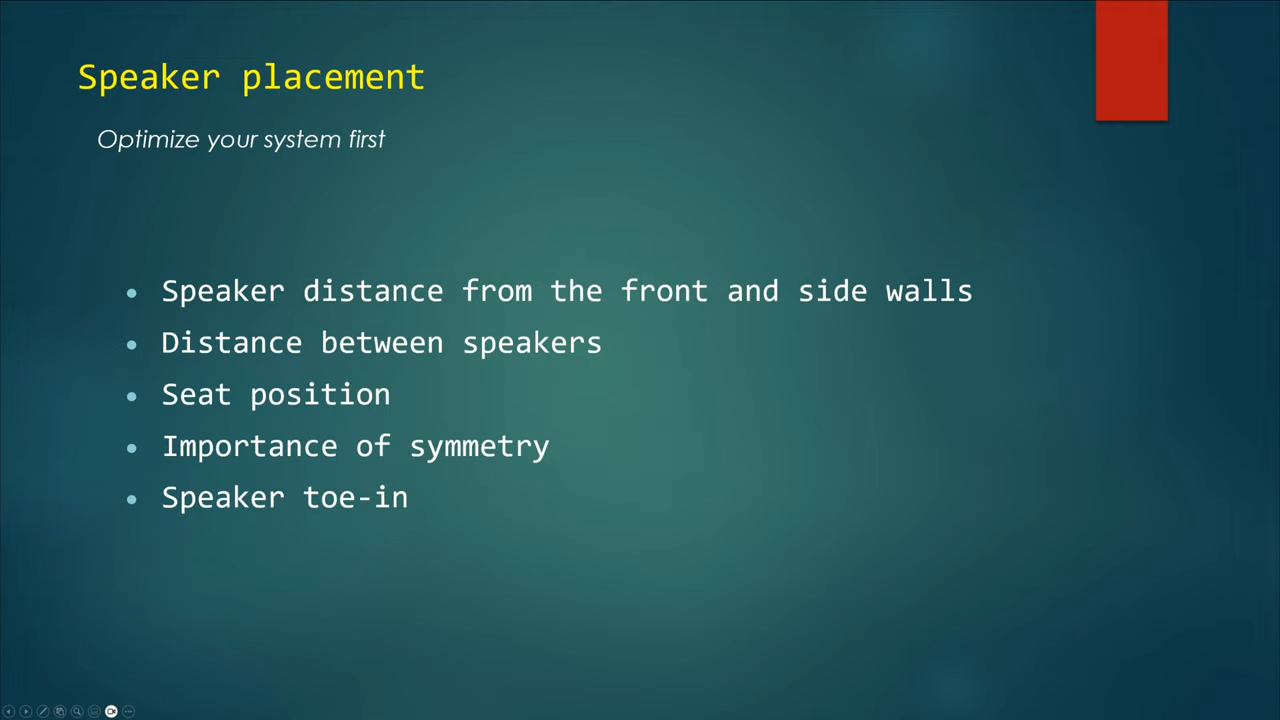 Speaker placement
Optimize your system first
• Speaker distance from the front and side walls
• Distance between speakers
• Seat position
• Importance of symmetry
• Speaker toe-in